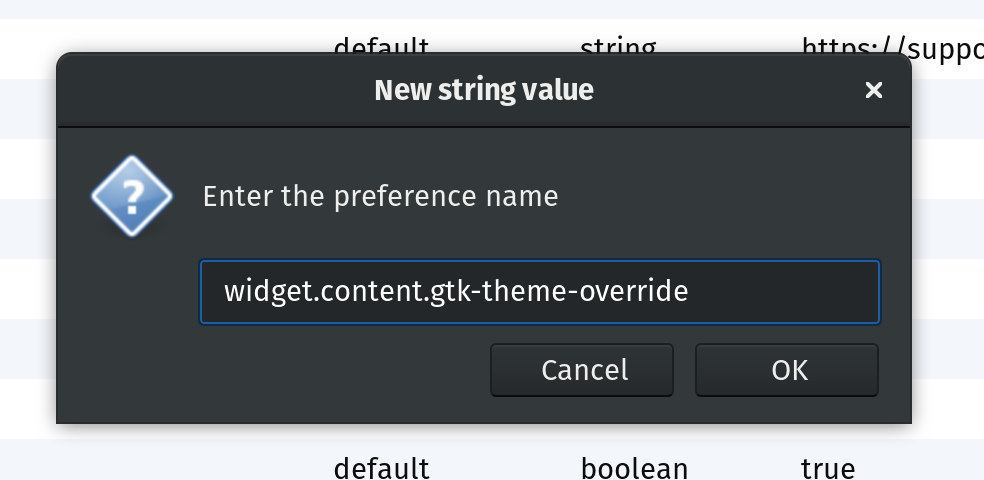 default string https://suppo
New string value
Enter the preference name
widget.content.gtk-theme-override
Cancel OK
default boolean true